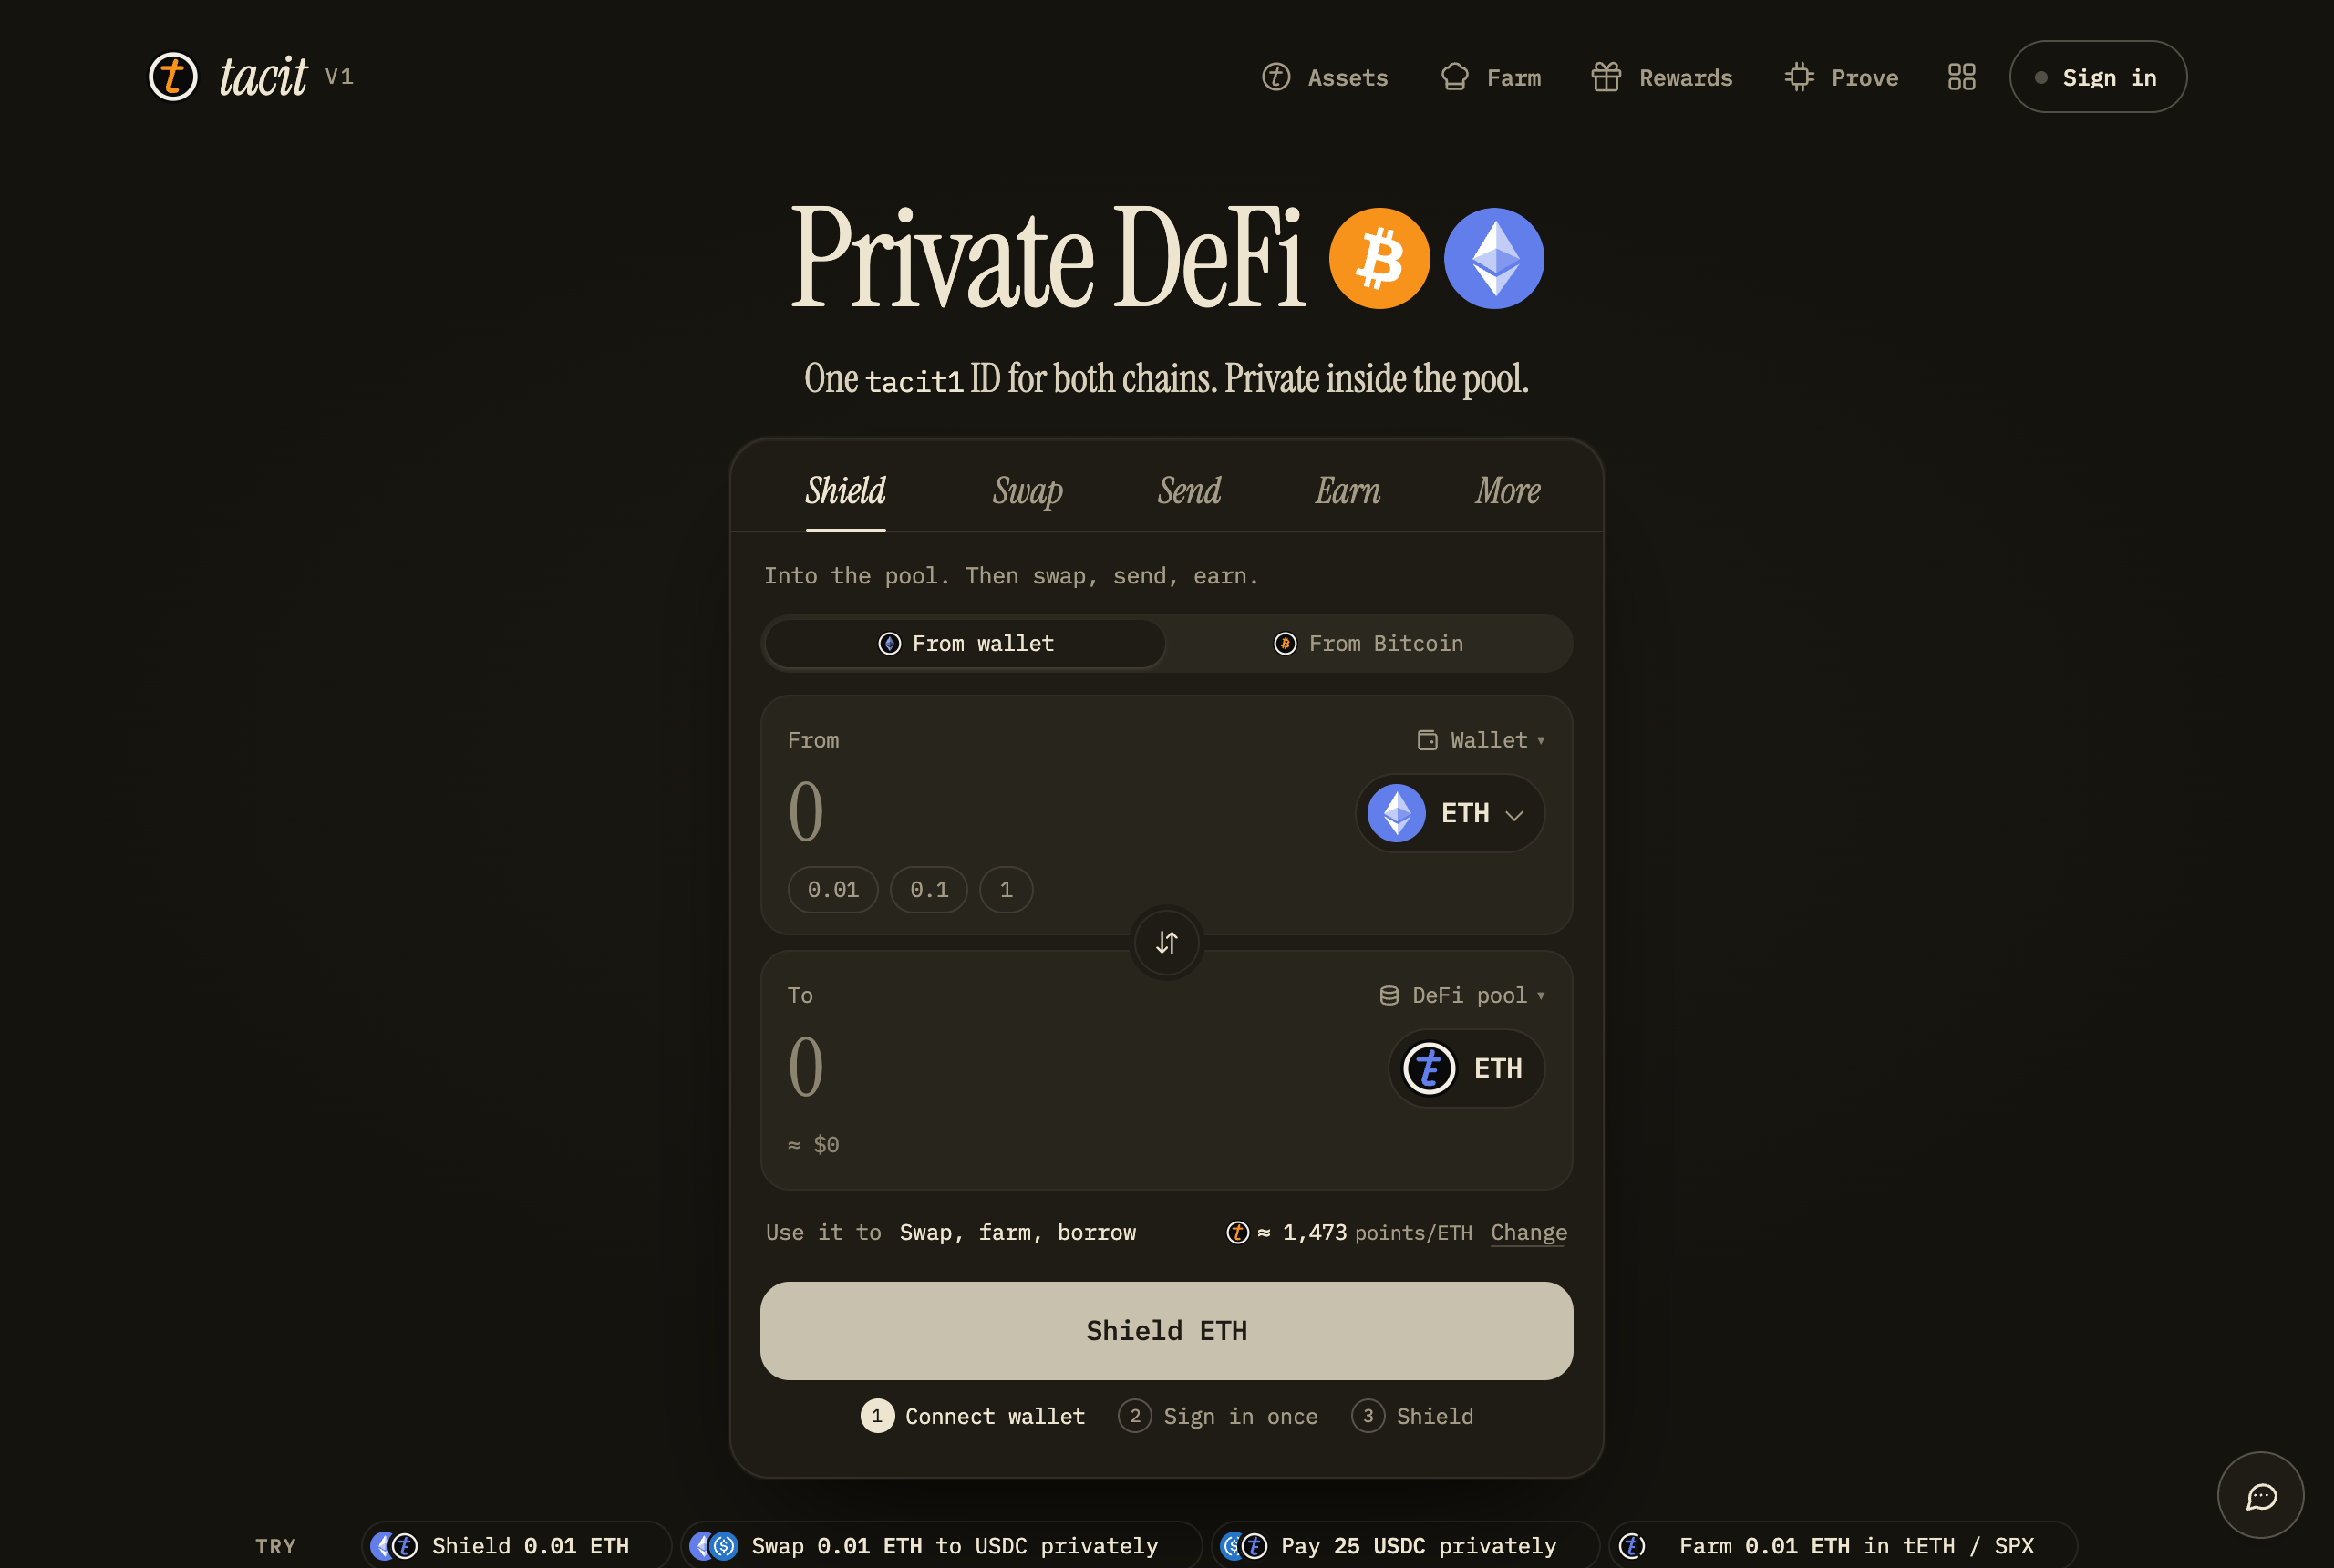 tacit V1
Assets Farm Rewards Prove Sign in
Private DeFi
One tacit1 ID for both chains. Private inside the pool.
Shield Swap Send Earn More
Into the pool. Then swap, send, earn.
From wallet From Bitcoin
From Wallet
0 ETH
0.01 0.1 1
To DeFi pool
0 ETH
≈ $0
Use it to Swap, farm, borrow ≈ 1,473 points/ETH Change
Shield ETH
1 Connect wallet 2 Sign in once 3 Shield
TRY Shield 0.01 ETH Swap 0.01 ETH to USDC privately Pay 25 USDC privately Farm 0.01 ETH in tETH / SPX